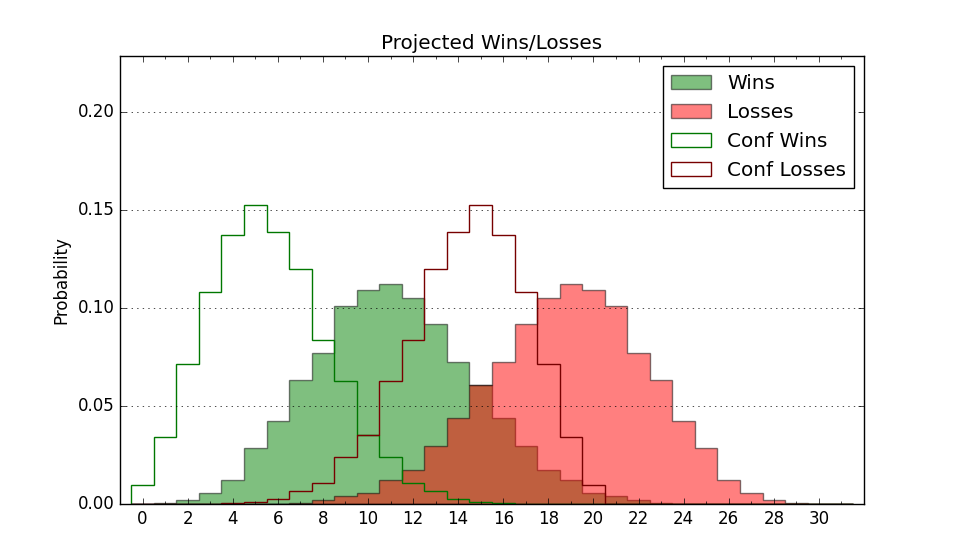 Projected Wins/Losses
Wins
Losses
Conf Wins
Conf Losses
Probability
0.20
0.15
0.10
0.05
0.00
0 2 4 6 8 10 12 14 16 18 20 22 24 26 28 30